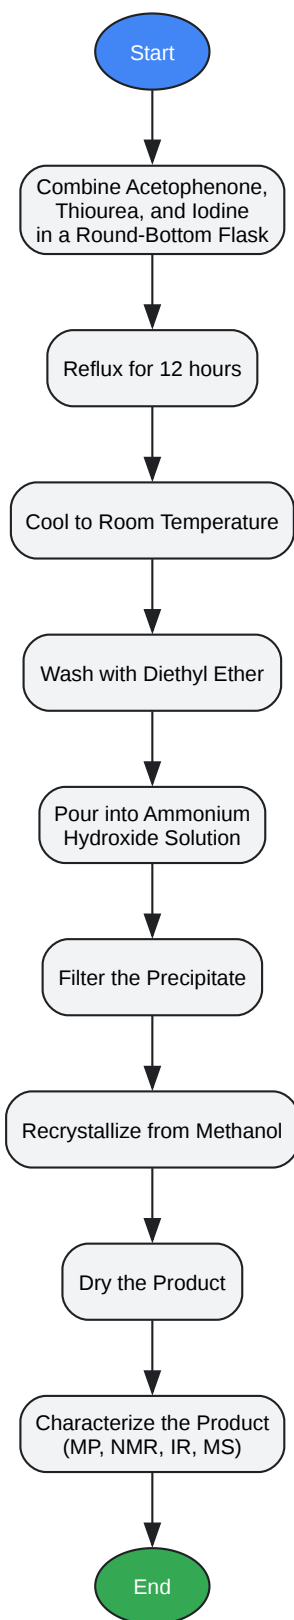 Start
Combine Acetophenone,
Thiourea, and Iodine
in a Round-Bottom Flask
Reflux for 12 hours
Cool to Room Temperature
Wash with Diethyl Ether
Pour into Ammonium
Hydroxide Solution
Filter the Precipitate
Recrystallize from Methanol
Dry the Product
Characterize the Product
(MP, NMR, IR, MS)
End